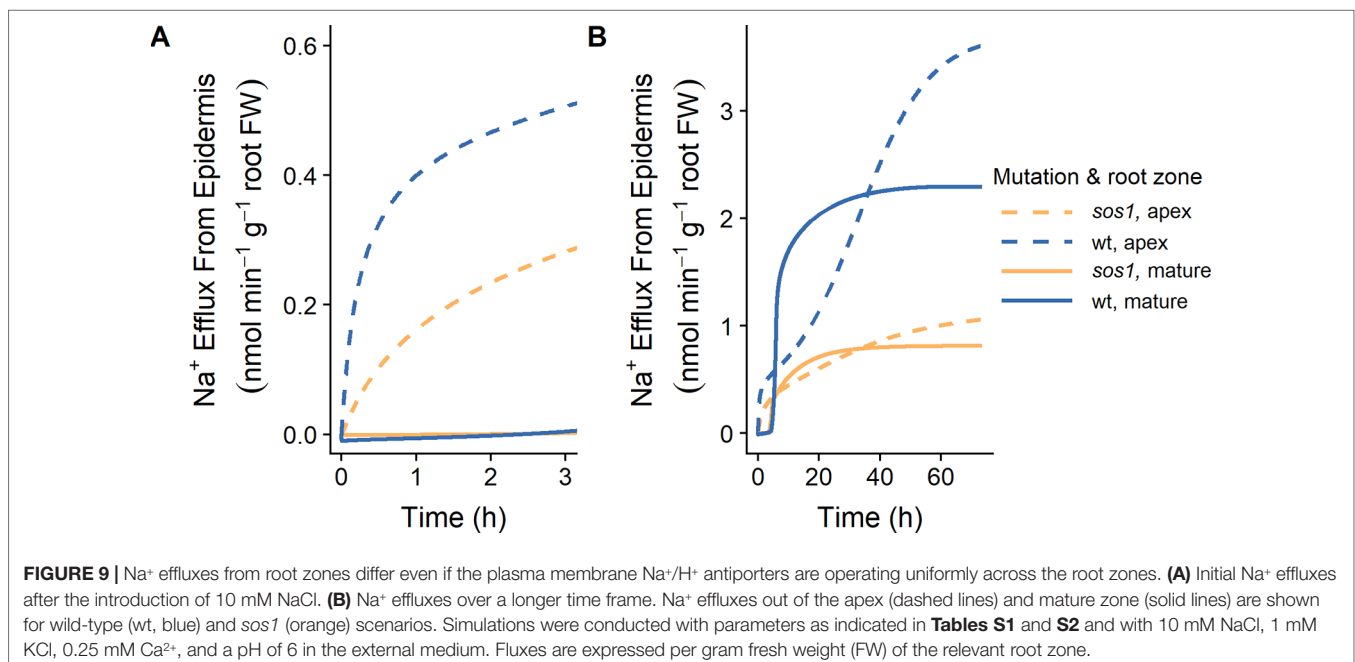 A
Na⁺ Efflux From Epidermis
(nmol min⁻¹ g⁻¹ root FW)
0.6
0.4
0.2
0.0
0
1
2
3
Time (h)
B
Na⁺ Efflux From Epidermis
(nmol min⁻¹ g⁻¹ root FW)
3
2
1
0
0
20
40
60
Time (h)
Mutation & root zone
sos1, apex
wt, apex
sos1, mature
wt, mature
FIGURE 9 | Na⁺ effluxes from root zones differ even if the plasma membrane Na⁺/H⁺ antiporters are operating uniformly across the root zones. (A) Initial Na⁺ effluxes
after the introduction of 10 mM NaCl. (B) Na⁺ effluxes over a longer time frame. Na⁺ effluxes out of the apex (dashed lines) and mature zone (solid lines) are shown
for wild-type (wt, blue) and sos1 (orange) scenarios. Simulations were conducted with parameters as indicated in Tables S1 and S2 and with 10 mM NaCl, 1 mM
KCl, 0.25 mM Ca²⁺, and a pH of 6 in the external medium. Fluxes are expressed per gram fresh weight (FW) of the relevant root zone.